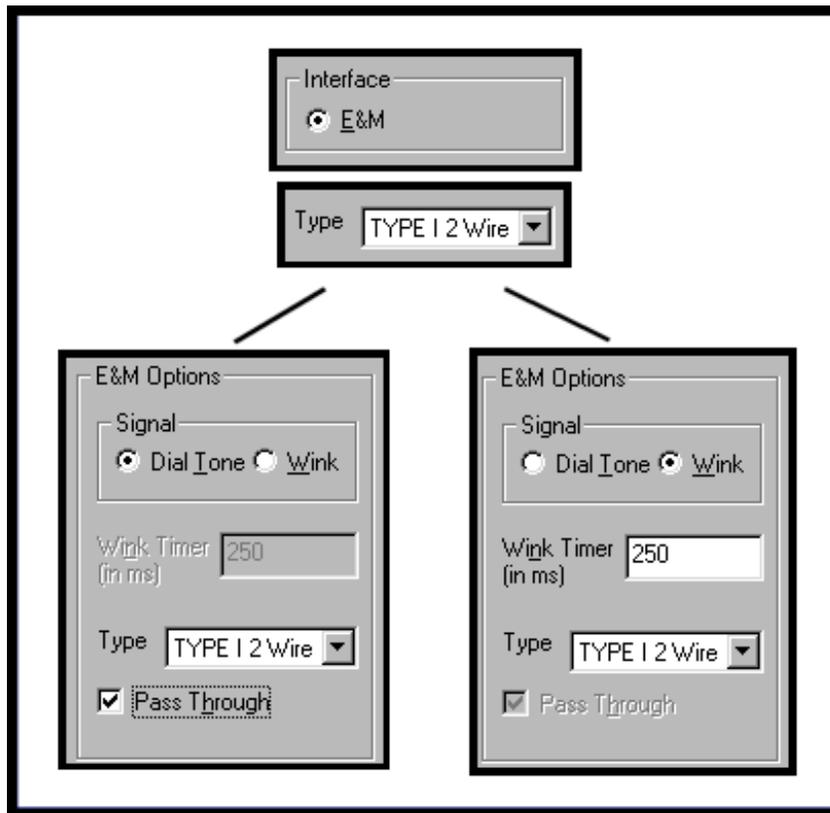 Interface
E&M
Type TYPE I 2 Wire
E&M Options
Signal
Dial Tone Wink
Wink Timer 250
(in ms)
Type TYPE I 2 Wire
Pass Through
E&M Options
Signal
Dial Tone Wink
Wink Timer 250
(in ms)
Type TYPE I 2 Wire
Pass Through